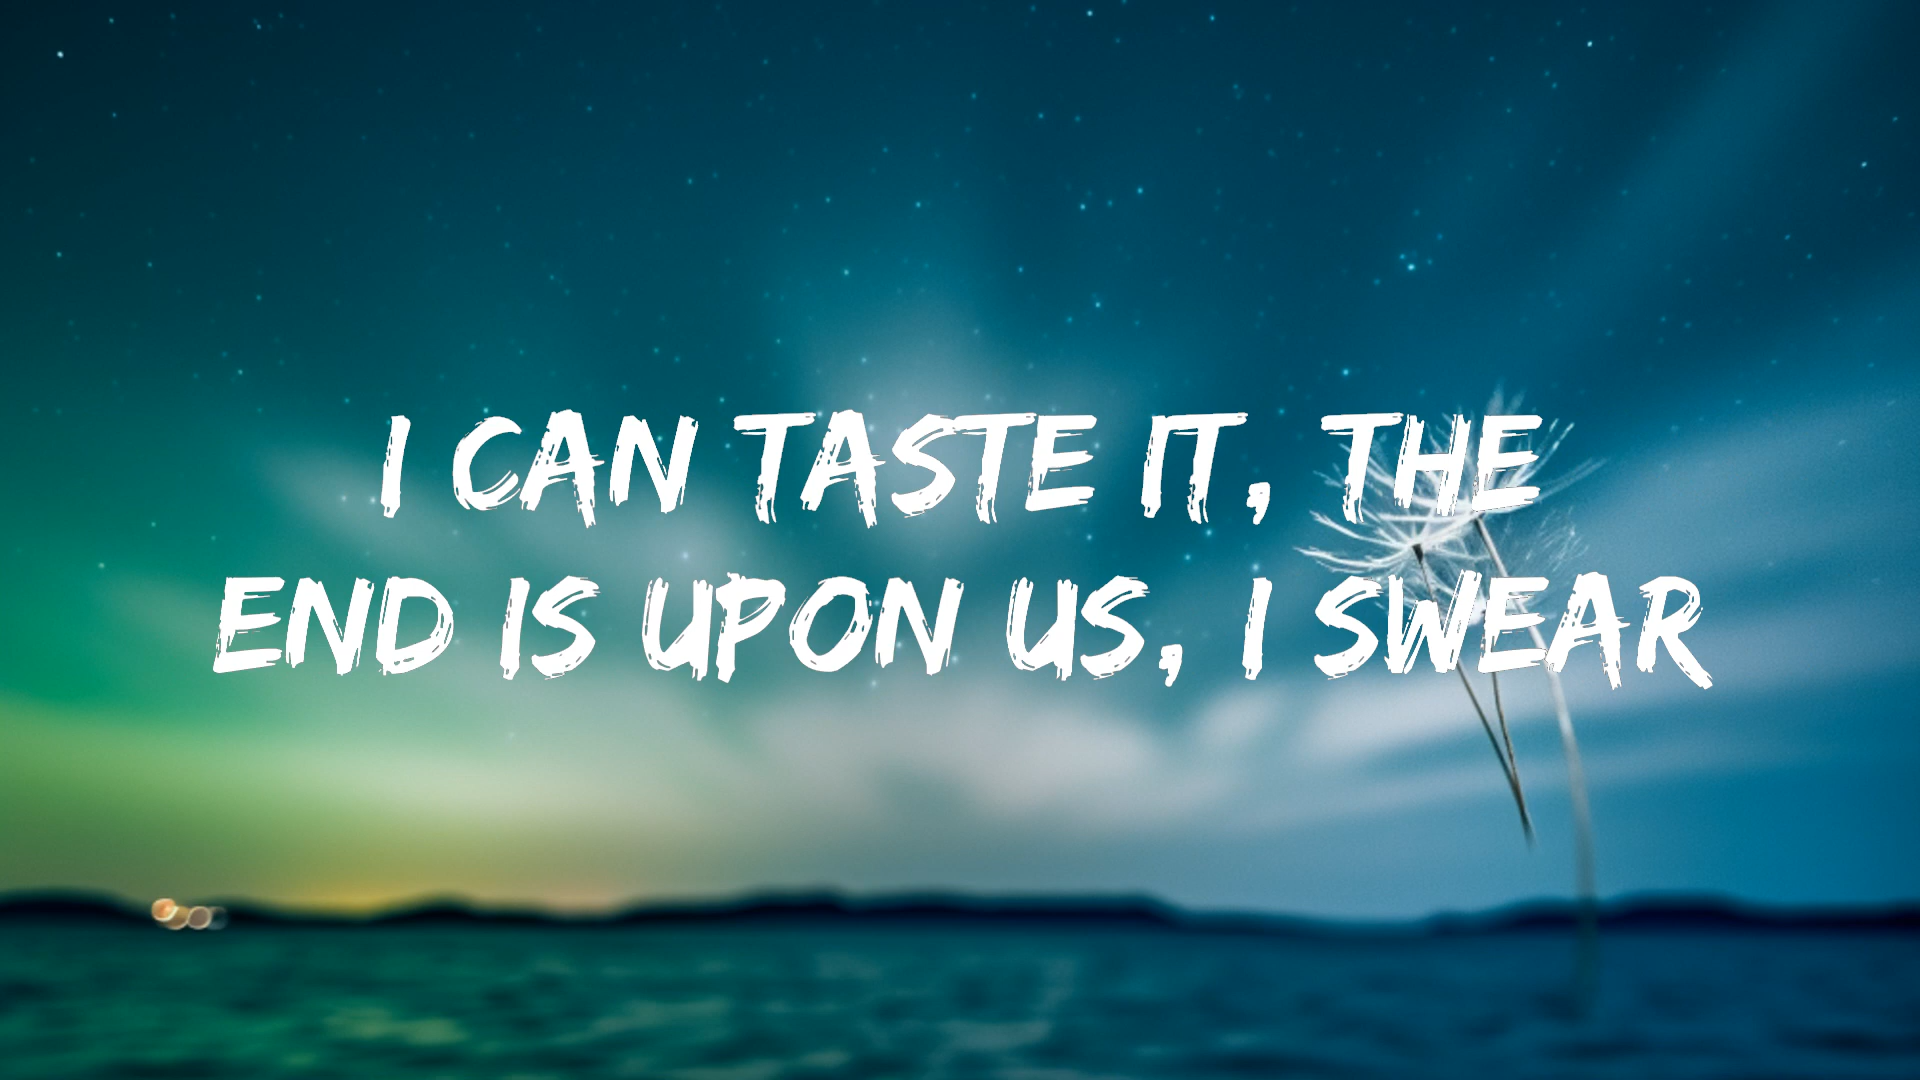 I CAN TASTE IT, THE
END IS UPON US, I SWEAR